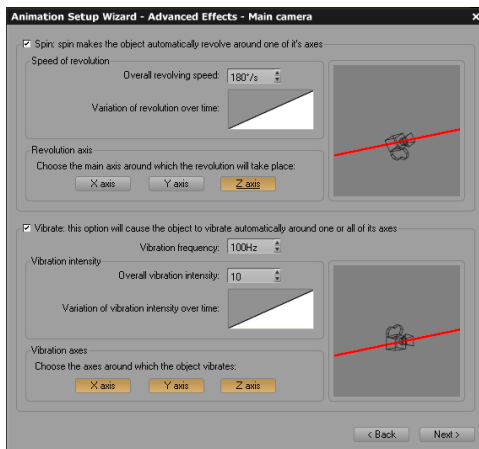 Animation Setup Wizard - Advanced Effects - Main camera x
Spin: spin makes the object automatically revolve around one of it's axes
Speed of revolution
Overall revolving speed: 180°/s
Variation of revolution over time:
Revolution axis
Choose the main axis around which the revolution will take place:
X axis Y axis Z axis
Vibrate: this option will cause the object to vibrate automatically around one or all of its axes
Vibration frequency: 100Hz
Vibration intensity
Overall vibration intensity: 10
Variation of vibration intensity over time:
Vibration axes
Choose the axes around which the object vibrates:
X axis Y axis Z axis
< Back Next >